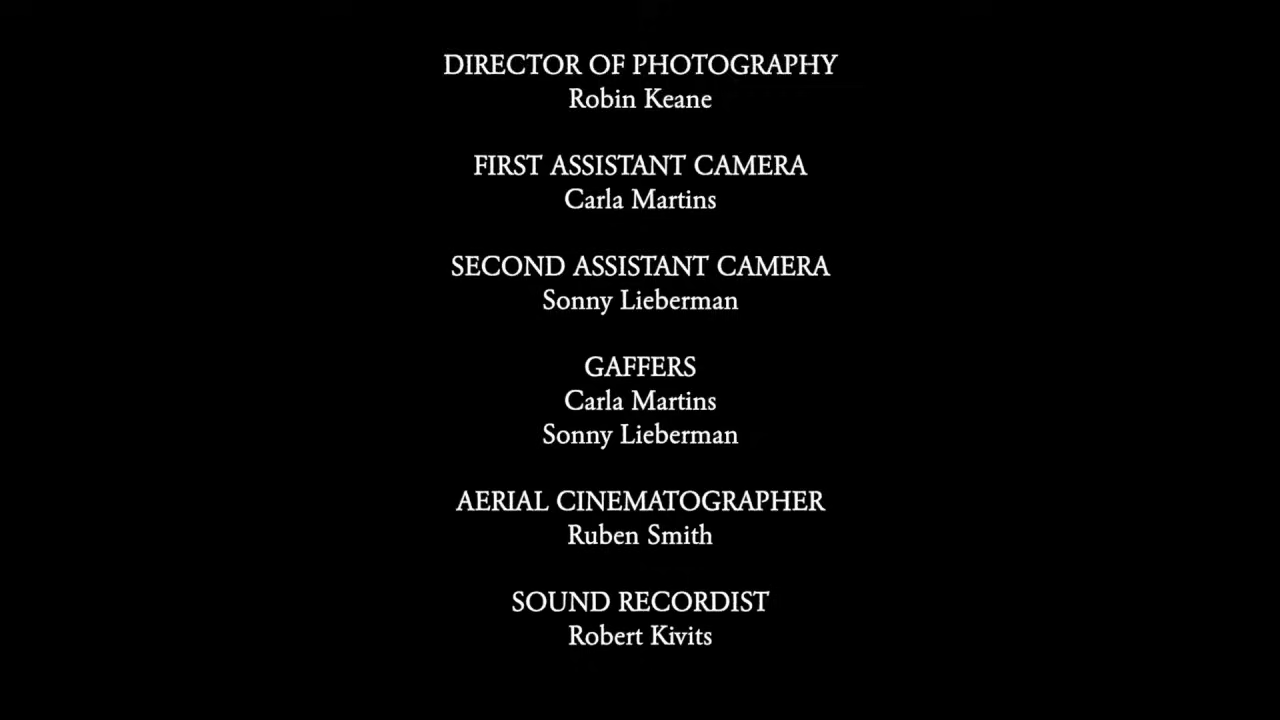 DIRECTOR OF PHOTOGRAPHY
Robin Keane
FIRST ASSISTANT CAMERA
Carla Martins
SECOND ASSISTANT CAMERA
Sonny Lieberman
GAFFERS
Carla Martins
Sonny Lieberman
AERIAL CINEMATOGRAPHER
Ruben Smith
SOUND RECORDIST
Robert Kivits